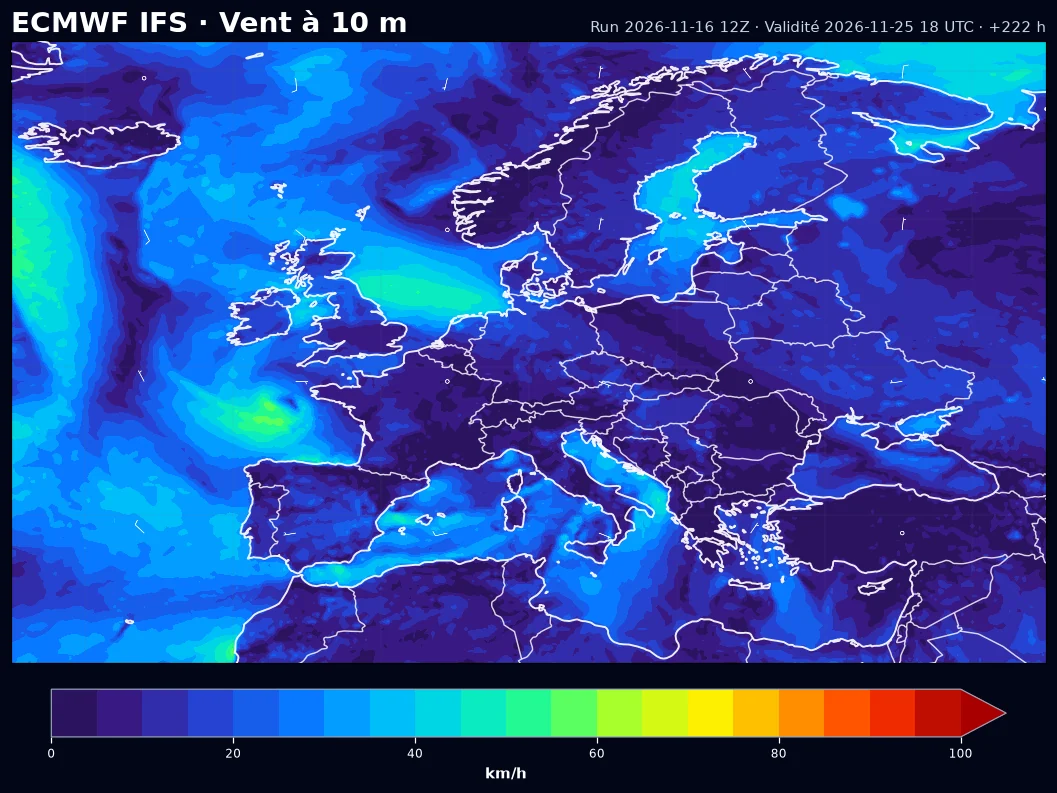 ECMWF IFS · Vent à 10 m
Run 2026-11-16 12Z · Validité 2026-11-25 18 UTC · +222 h
0 20 40 60 80 100
km/h